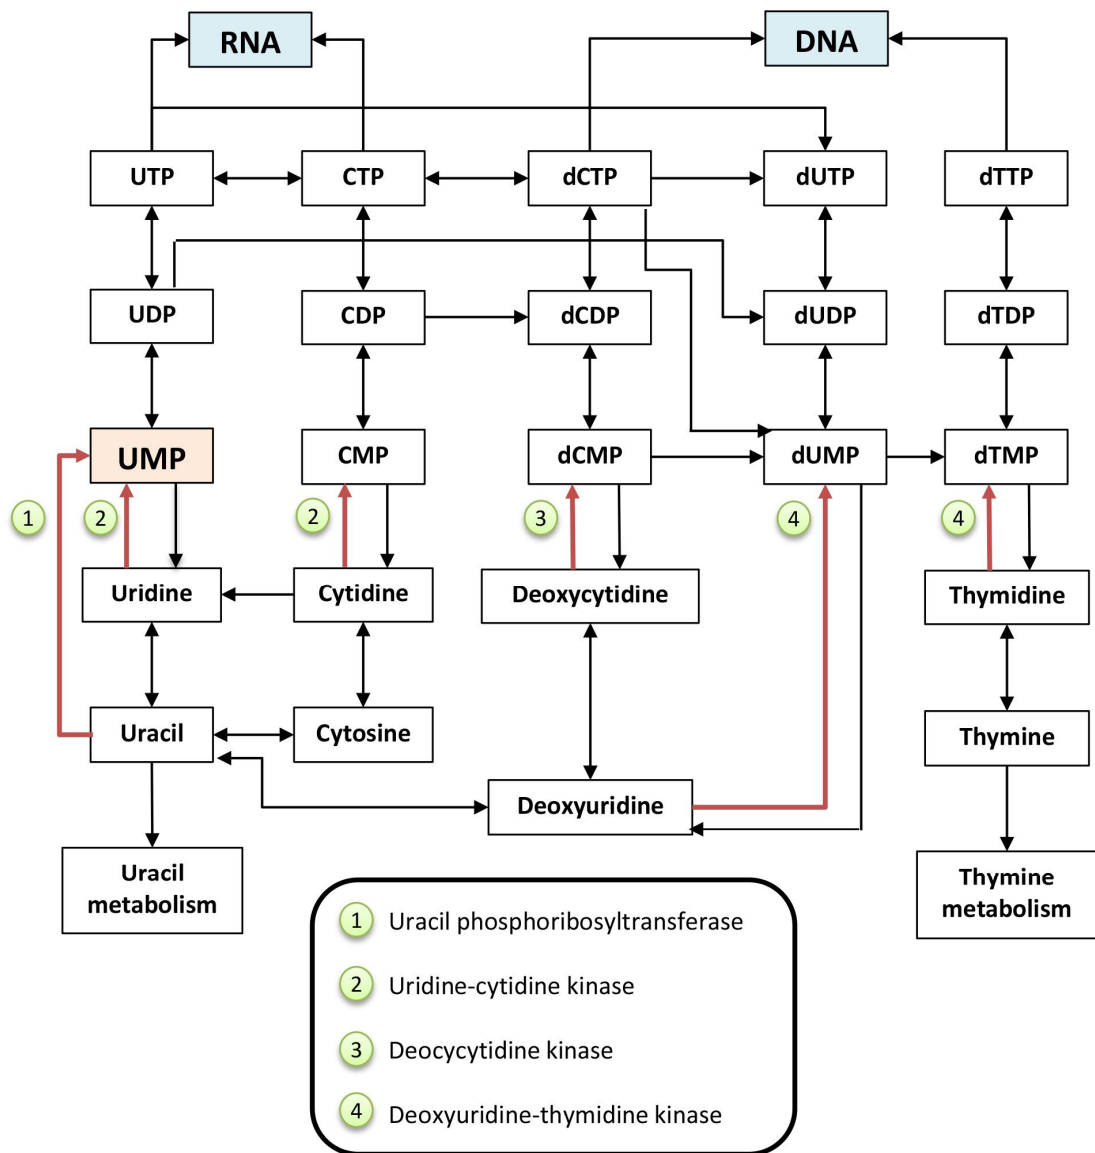 RNA
DNA
UTP
CTP
dCTP
dUTP
dTTP
UDP
CDP
dCDP
dUDP
dTDP
UMP
CMP
dCMP
dUMP
dTMP
1
2
2
3
4
4
Uridine
Cytidine
Deoxycytidine
Thymidine
Uracil
Cytosine
Thymine
Deoxyuridine
Uracil
metabolism
Thymine
metabolism
1 Uracil phosphoribosyltransferase
2 Uridine-cytidine kinase
3 Deocycytidine kinase
4 Deoxyuridine-thymidine kinase